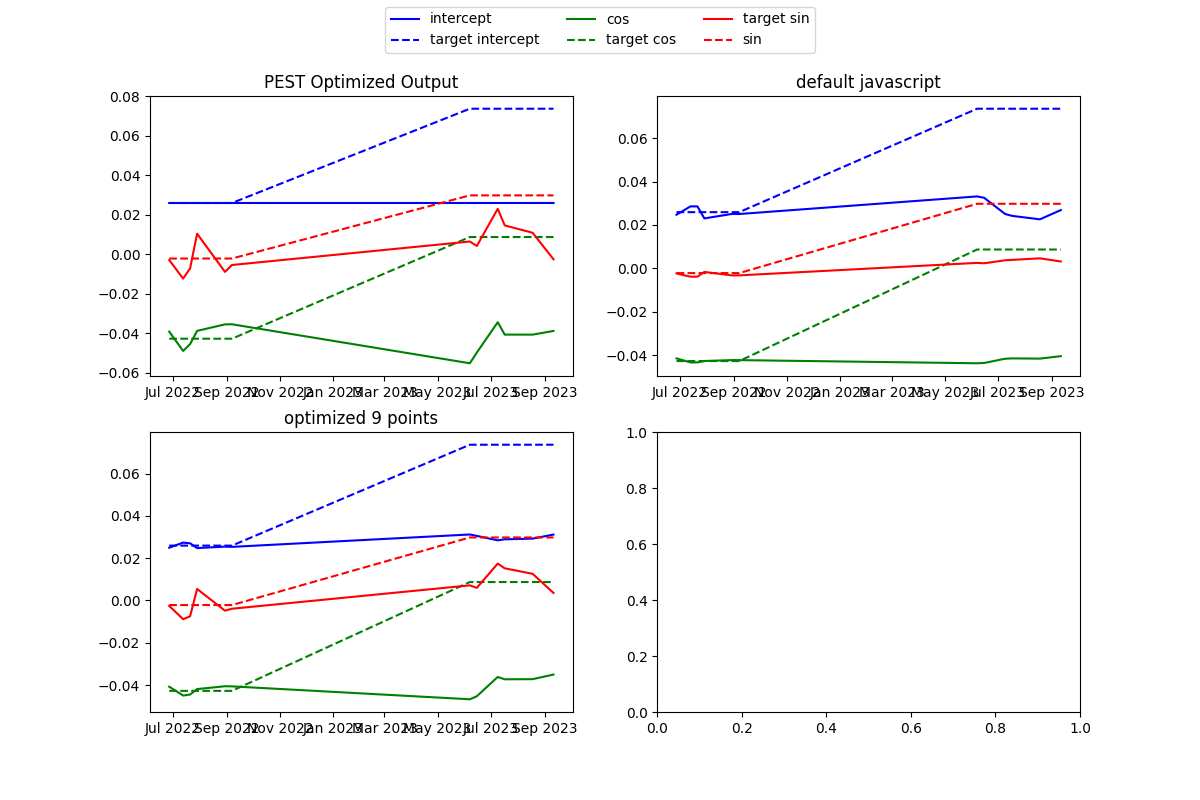 intercept cos target sin
target intercept target cos sin
PEST Optimized Output
0.08
0.06
0.04
0.02
0.00
−0.02
−0.04
−0.06
Jul 2022 Sep 2022 Nov 2022 Jan 2023 Mar 2023 May 2023 Jul 2023 Sep 2023
default javascript
0.06
0.04
0.02
0.00
−0.02
−0.04
Jul 2022 Sep 2022 Nov 2022 Jan 2023 Mar 2023 May 2023 Jul 2023 Sep 2023
optimized 9 points
0.06
0.04
0.02
0.00
−0.02
−0.04
Jul 2022 Sep 2022 Nov 2022 Jan 2023 Mar 2023 May 2023 Jul 2023 Sep 2023
1.0
0.8
0.6
0.4
0.2
0.0
0.0 0.2 0.4 0.6 0.8 1.0